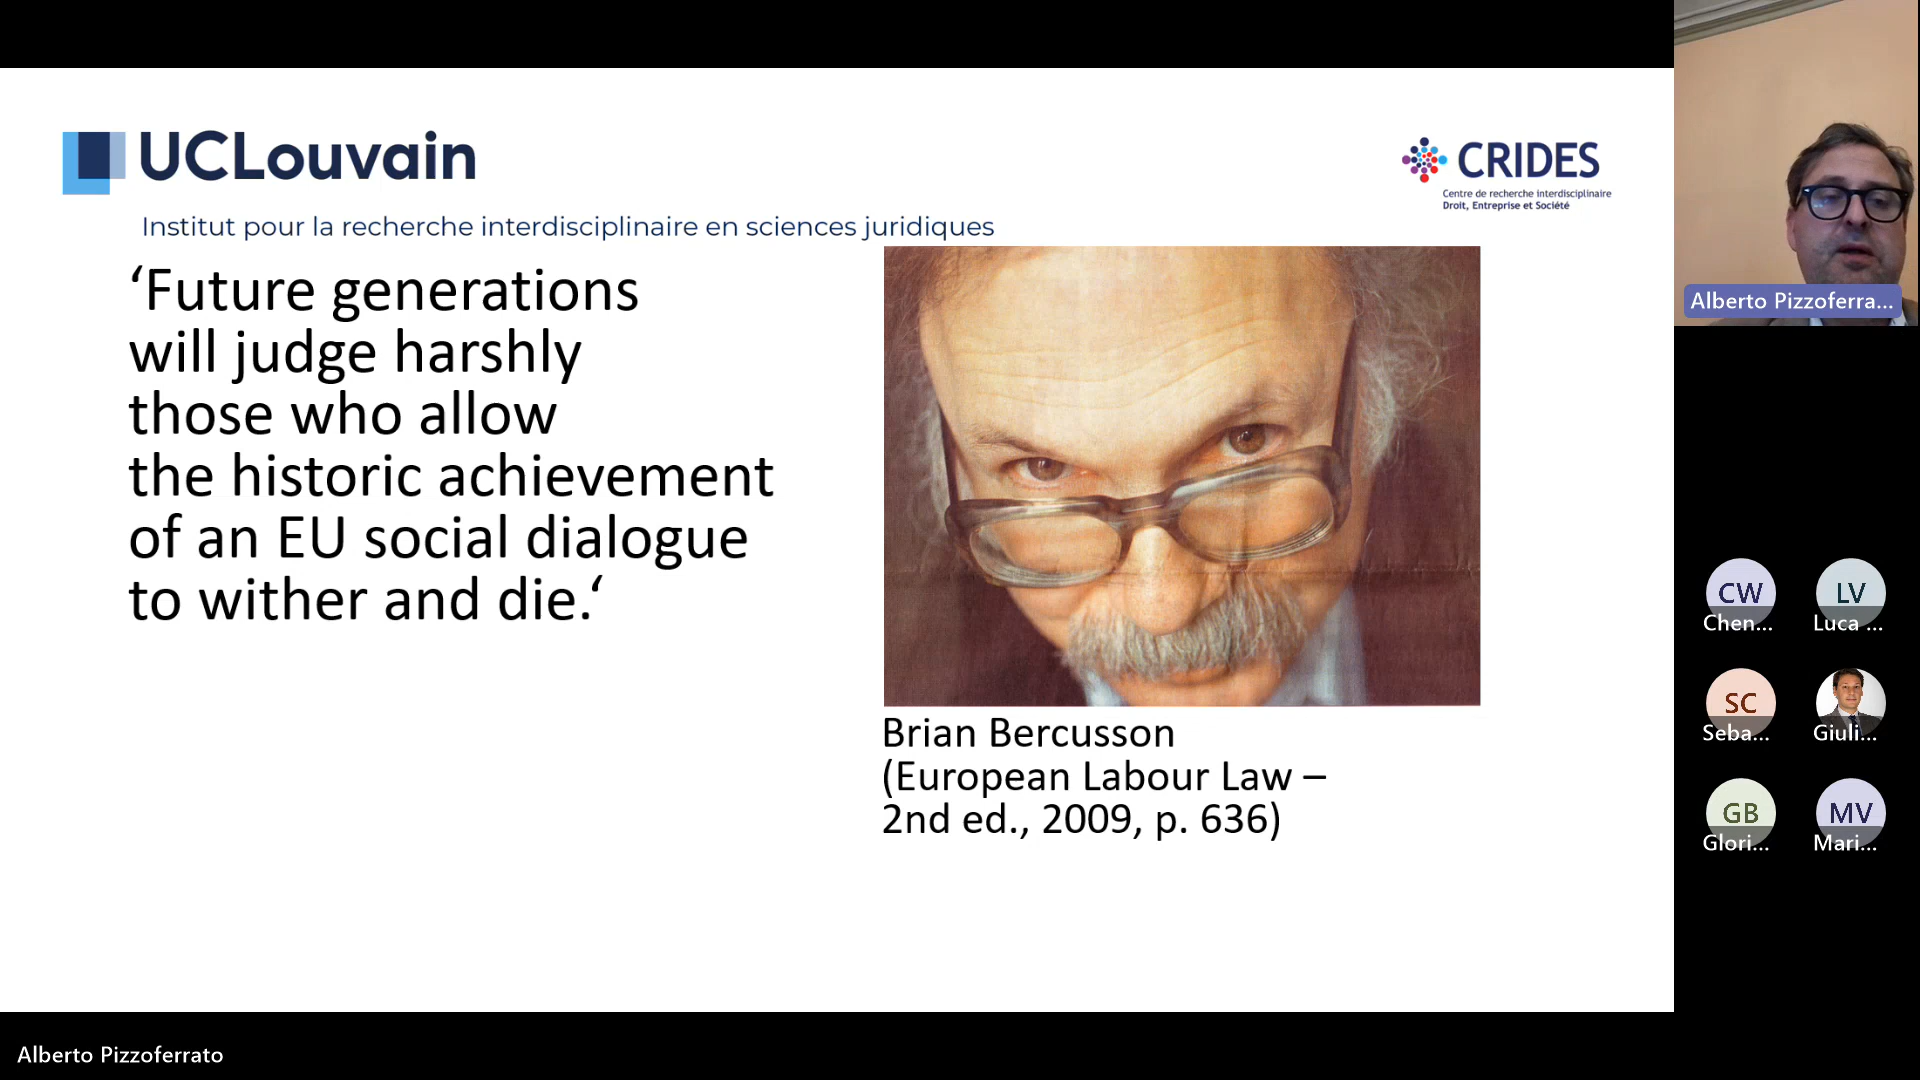 UCLouvain
Institut pour la recherche interdisciplinaire en sciences juridiques
CRIDES
Centre de recherche interdisciplinaire
Droit, Entreprise et Société
‘Future generations
will judge harshly
those who allow
the historic achievement
of an EU social dialogue
to wither and die.‘
Brian Bercusson
(European Labour Law –
2nd ed., 2009, p. 636)
Alberto Pizzoferra...
CW
Chen...
LV
Luca ...
SC
Seba...
Giuli...
GB
Glori...
MV
Mari...
Alberto Pizzoferrato